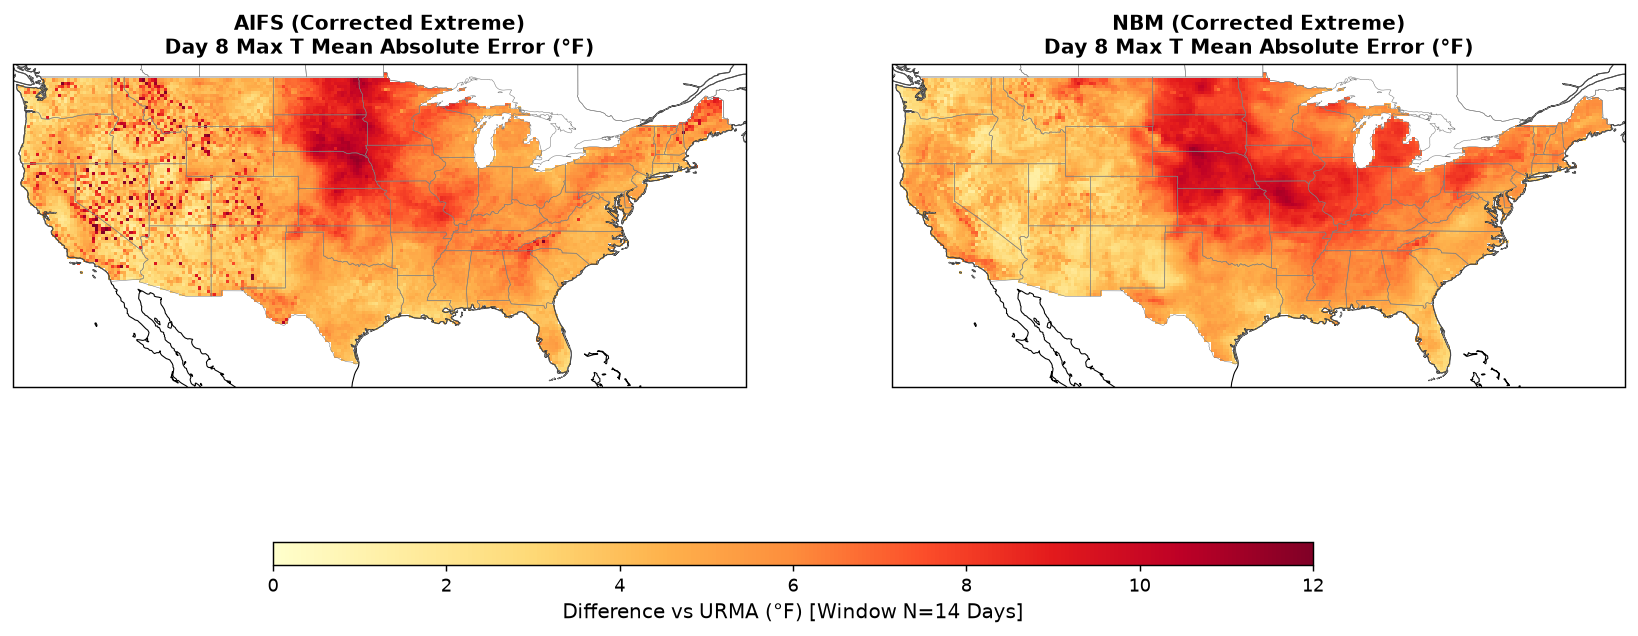 AIFS (Corrected Extreme)
Day 8 Max T Mean Absolute Error (°F)
NBM (Corrected Extreme)
Day 8 Max T Mean Absolute Error (°F)
0 2 4 6 8 10 12
Difference vs URMA (°F) [Window N=14 Days]